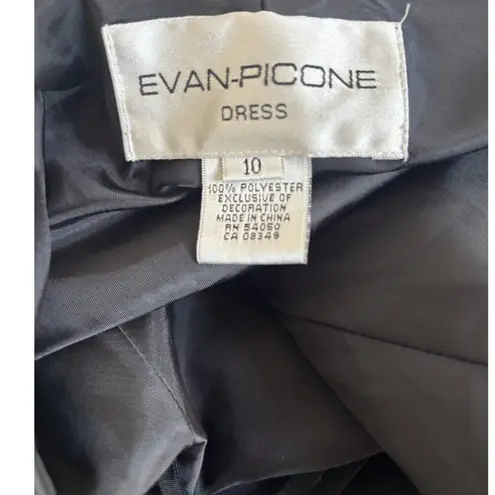 EVAN-PICONE
DRESS
10
100% POLYESTER
EXCLUSIVE OF
DECORATION
MADE IN CHINA
RN 54050
CA 08349